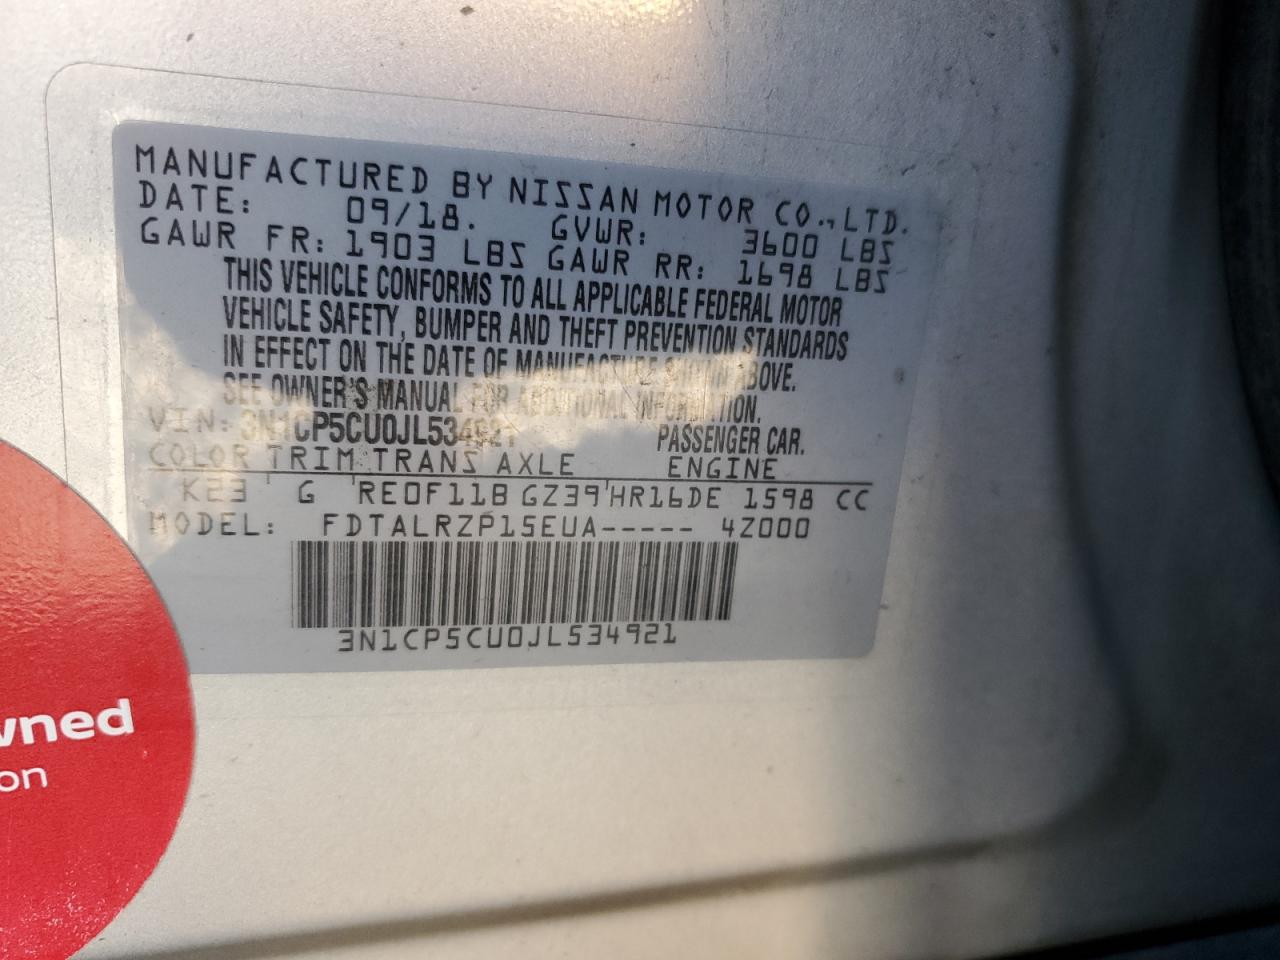 MANUFACTURED BY NISSAN MOTOR CO., LTD.
DATE: 09/18. GVWR: 3600 LBS
GAWR FR: 1903 LBS GAWR RR: 1698 LBS
THIS VEHICLE CONFORMS TO ALL APPLICABLE FEDERAL MOTOR
VEHICLE SAFETY, BUMPER AND THEFT PREVENTION STANDARDS
IN EFFECT ON THE DATE OF MANUFACTURE SHOWN ABOVE.
SEE OWNER'S MANUAL FOR ADDITIONAL INFORMATION.
VIN: 3N1CP5CU0JL534921 PASSENGER CAR.
COLOR TRIM TRANS AXLE ENGINE
K23 G RE0F11B GZ39 HR16DE 1598 CC
MODEL: FDTALRZP15EUA----- 4Z000
3N1CP5CU0JL534921
wned
on